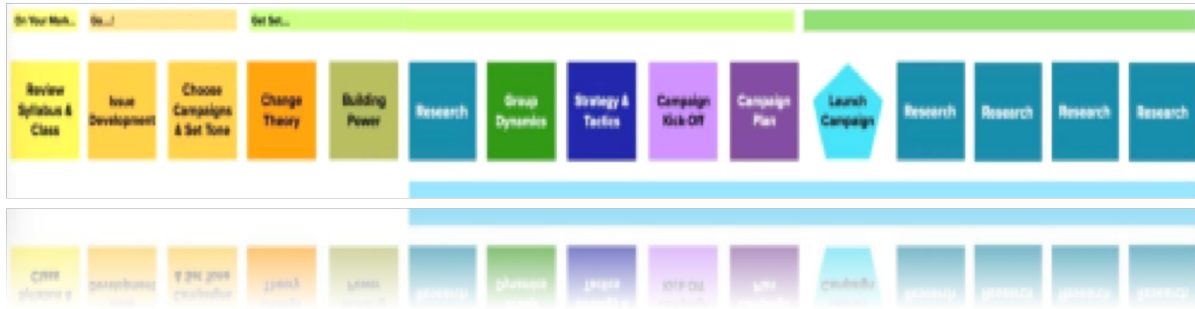 On Your Mark...
Go...!
Get Set...
Review
Syllabus &
Class
Issue
Development
Choose
Campaigns
& Set Tone
Change
Theory
Building
Power
Research
Group
Dynamics
Strategy &
Tactics
Campaign
Kick Off
Campaign
Plan
Launch
Campaign
Research
Research
Research
Research